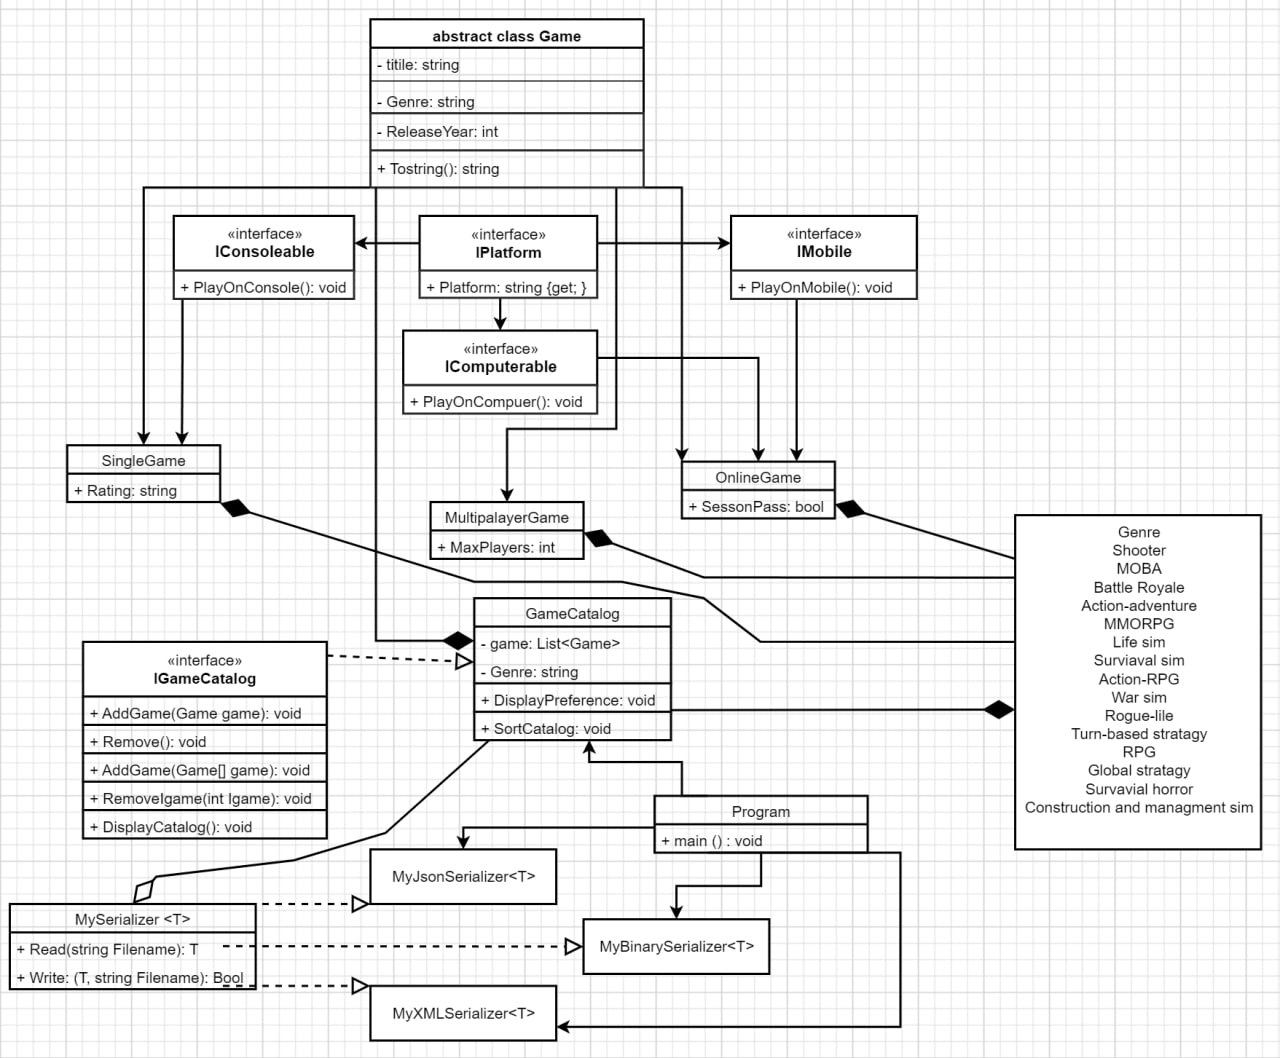 abstract class Game
- titile: string
- Genre: string
- ReleaseYear: int
+ Tostring(): string
«interface»
IConsoleable
+ PlayOnConsole(): void
«interface»
IPlatform
+ Platform: string {get; }
«interface»
IMobile
+ PlayOnMobile(): void
«interface»
IComputerable
+ PlayOnCompuer(): void
SingleGame
+ Rating: string
MultipalayerGame
+ MaxPlayers: int
OnlineGame
+ SessonPass: bool
Genre
Shooter
MOBA
Battle Royale
Action-adventure
MMORPG
Life sim
Surviaval sim
Action-RPG
War sim
Rogue-lile
Turn-based stratagy
RPG
Global stratagy
Survavial horror
Construction and managment sim
GameCatalog
- game: List<Game>
- Genre: string
+ DisplayPreference: void
+ SortCatalog: void
«interface»
IGameCatalog
+ AddGame(Game game): void
+ Remove(): void
+ AddGame(Game[] game): void
+ RemoveIgame(int Igame): void
+ DisplayCatalog(): void
Program
+ main () : void
MyJsonSerializer<T>
MySerializer <T>
+ Read(string Filename): T
+ Write: (T, string Filename): Bool
MyBinarySerializer<T>
MyXMLSerializer<T>